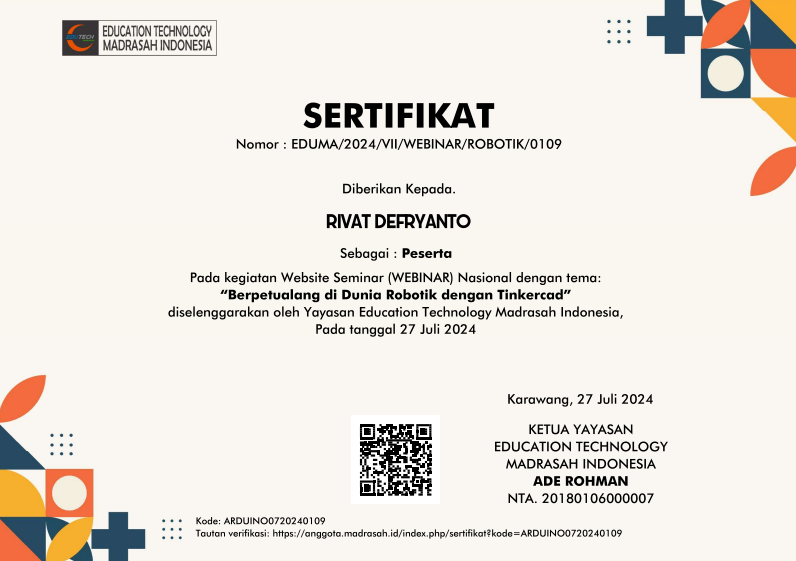 EDUTECH
EDUCATION TECHNOLOGY
MADRASAH INDONESIA
SERTIFIKAT
Nomor : EDUMA/2024/VII/WEBINAR/ROBOTIK/0109
Diberikan Kepada.
RIVAT DEFRYANTO
Sebagai : Peserta
Pada kegiatan Website Seminar (WEBINAR) Nasional dengan tema:
“Berpetualang di Dunia Robotik dengan Tinkercad”
diselenggarakan oleh Yayasan Education Technology Madrasah Indonesia,
Pada tanggal 27 Juli 2024
Karawang, 27 Juli 2024
KETUA YAYASAN
EDUCATION TECHNOLOGY
MADRASAH INDONESIA
ADE ROHMAN
NTA. 20180106000007
Kode: ARDUINO0720240109
Tautan verifikasi: https://anggota.madrasah.id/index.php/sertifikat?kode=ARDUINO0720240109